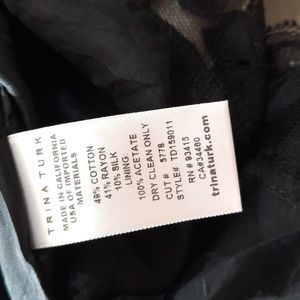 TRINA TURK
MADE IN CALIFORNIA
USA OF IMPORTED
MATERIALS
49% COTTON
41% RAYON
10% SILK
LINING:
100% ACETATE
DRY CLEAN ONLY
CUT # 5778
STYLE# TD159011
RN # 93415
CA#34480
trinaturk.com